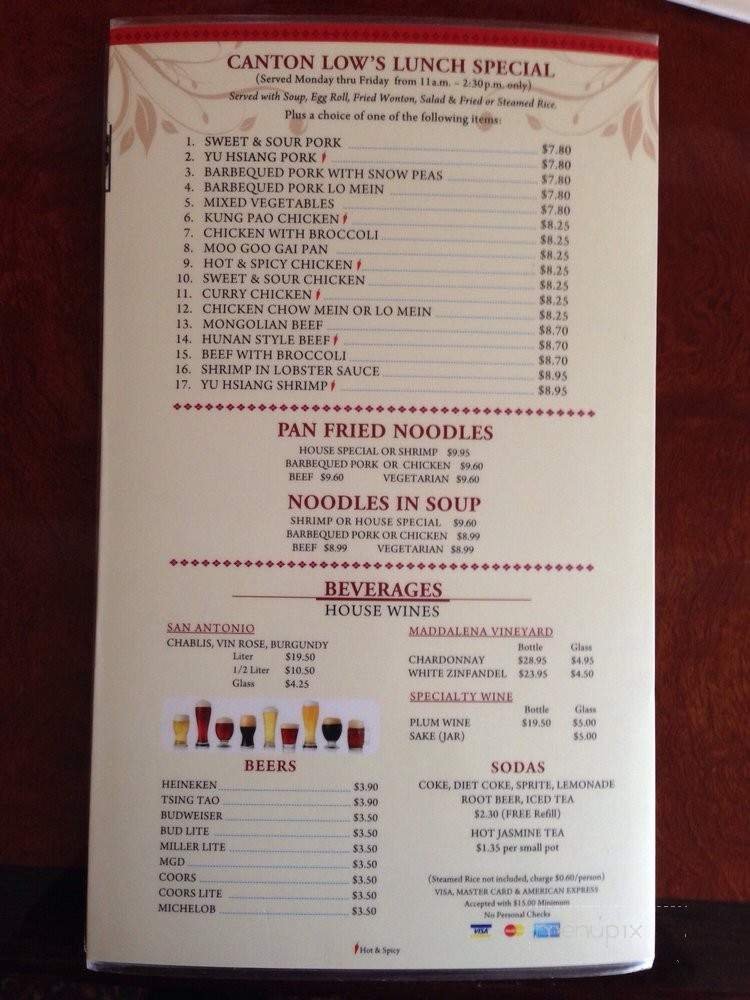 CANTON LOW'S LUNCH SPECIAL
(Served Monday thru Friday from 11a.m. - 2:30p.m. only)
Served with Soup, Egg Roll, Fried Wonton, Salad & Fried or Steamed Rice.
Plus a choice of one of the following items:
1. SWEET & SOUR PORK $7.80
2. YU HSIANG PORK $7.80
3. BARBEQUED PORK WITH SNOW PEAS $7.80
4. BARBEQUED PORK LO MEIN $7.80
5. MIXED VEGETABLES $7.80
6. KUNG PAO CHICKEN $8.25
7. CHICKEN WITH BROCCOLI $8.25
8. MOO GOO GAI PAN $8.25
9. HOT & SPICY CHICKEN $8.25
10. SWEET & SOUR CHICKEN $8.25
11. CURRY CHICKEN $8.25
12. CHICKEN CHOW MEIN OR LO MEIN $8.25
13. MONGOLIAN BEEF $8.70
14. HUNAN STYLE BEEF $8.70
15. BEEF WITH BROCCOLI $8.70
16. SHRIMP IN LOBSTER SAUCE $8.95
17. YU HSIANG SHRIMP $8.95
PAN FRIED NOODLES
HOUSE SPECIAL OR SHRIMP $9.95
BARBEQUED PORK OR CHICKEN $9.60
BEEF $9.60 VEGETARIAN $9.60
NOODLES IN SOUP
SHRIMP OR HOUSE SPECIAL $9.60
BARBEQUED PORK OR CHICKEN $8.99
BEEF $8.99 VEGETARIAN $8.99
BEVERAGES
HOUSE WINES
SAN ANTONIO
CHABLIS, VIN ROSE, BURGUNDY
Liter $19.50
1/2 Liter $10.50
Glass $4.25
MADDALENA VINEYARD
Bottle Glass
CHARDONNAY $28.95 $4.95
WHITE ZINFANDEL $23.95 $4.50
SPECIALTY WINE
Bottle Glass
PLUM WINE $19.50 $5.00
SAKE (JAR) $5.00
BEERS
HEINEKEN $3.90
TSING TAO $3.90
BUDWEISER $3.50
BUD LITE $3.50
MILLER LITE $3.50
MGD $3.50
COORS $3.50
COORS LITE $3.50
MICHELOB $3.50
SODAS
COKE, DIET COKE, SPRITE, LEMONADE
ROOT BEER, ICED TEA
$2.30 (FREE Refill)
HOT JASMINE TEA
$1.35 per small pot
(Steamed Rice not included, charge $0.60/person)
VISA, MASTER CARD & AMERICAN EXPRESS
Accepted with $15.00 Minimum
No Personal Checks
VISA
menupix
Hot & Spicy